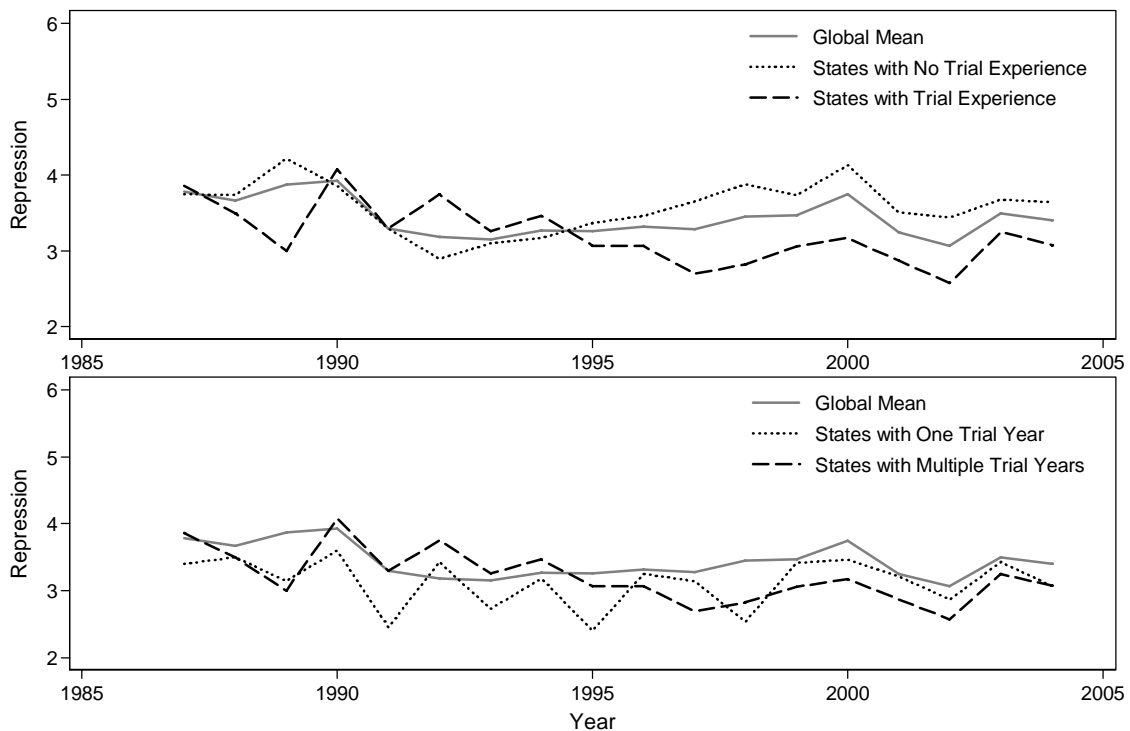 6
5
4
3
2
Repression
Global Mean
States with No Trial Experience
States with Trial Experience
1985
1990
1995
2000
2005
6
5
4
3
2
Repression
Global Mean
States with One Trial Year
States with Multiple Trial Years
1985
1990
1995
2000
2005
Year